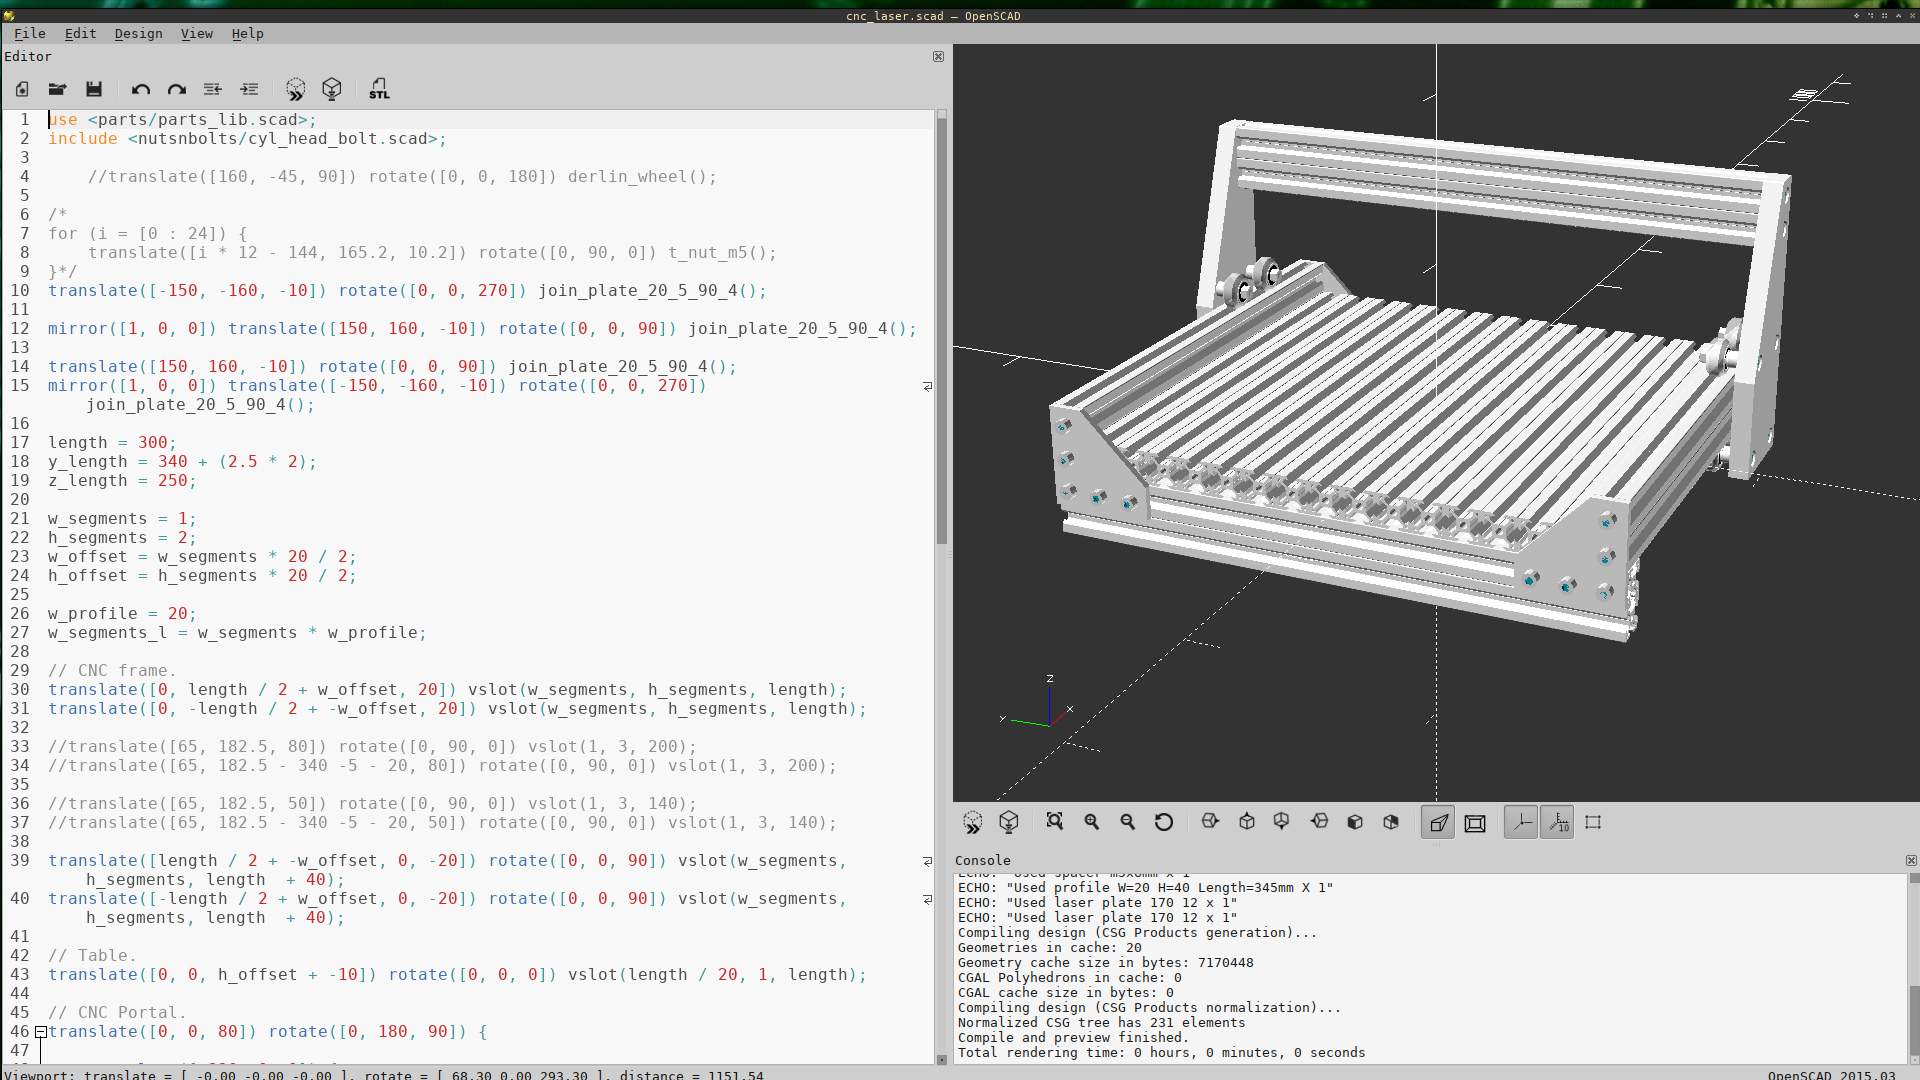 cnc_laser.scad — OpenSCAD
File Edit Design View Help
Editor
STL
1 use <parts/parts_lib.scad>;
2 include <nutsnbolts/cyl_head_bolt.scad>;
3
4 //translate([160, -45, 90]) rotate([0, 0, 180]) derlin_wheel();
5
6 /*
7 for (i = [0 : 24]) {
8 translate([i * 12 - 144, 165.2, 10.2]) rotate([0, 90, 0]) t_nut_m5();
9 }*/
10 translate([-150, -160, -10]) rotate([0, 0, 270]) join_plate_20_5_90_4();
11
12 mirror([1, 0, 0]) translate([150, 160, -10]) rotate([0, 0, 90]) join_plate_20_5_90_4();
13
14 translate([150, 160, -10]) rotate([0, 0, 90]) join_plate_20_5_90_4();
15 mirror([1, 0, 0]) translate([-150, -160, -10]) rotate([0, 0, 270])
join_plate_20_5_90_4();
16
17 length = 300;
18 y_length = 340 + (2.5 * 2);
19 z_length = 250;
20
21 w_segments = 1;
22 h_segments = 2;
23 w_offset = w_segments * 20 / 2;
24 h_offset = h_segments * 20 / 2;
25
26 w_profile = 20;
27 w_segments_l = w_segments * w_profile;
28
29 // CNC frame.
30 translate([0, length / 2 + w_offset, 20]) vslot(w_segments, h_segments, length);
31 translate([0, -length / 2 + -w_offset, 20]) vslot(w_segments, h_segments, length);
32
33 //translate([65, 182.5, 80]) rotate([0, 90, 0]) vslot(1, 3, 200);
34 //translate([65, 182.5 - 340 -5 - 20, 80]) rotate([0, 90, 0]) vslot(1, 3, 200);
35
36 //translate([65, 182.5, 50]) rotate([0, 90, 0]) vslot(1, 3, 140);
37 //translate([65, 182.5 - 340 -5 - 20, 50]) rotate([0, 90, 0]) vslot(1, 3, 140);
38
39 translate([length / 2 + -w_offset, 0, -20]) rotate([0, 0, 90]) vslot(w_segments,
h_segments, length  + 40);
40 translate([-length / 2 + w_offset, 0, -20]) rotate([0, 0, 90]) vslot(w_segments,
h_segments, length  + 40);
41
42 // Table.
43 translate([0, 0, h_offset + -10]) rotate([0, 0, 0]) vslot(length / 20, 1, length);
44
45 // CNC Portal.
46 translate([0, 0, 80]) rotate([0, 180, 90]) {
47
Z
Y
X
10
Console
ECHO: "Used spacer m5x6mm x 1"
ECHO: "Used profile W=20 H=40 Length=345mm X 1"
ECHO: "Used laser plate 170 12 x 1"
ECHO: "Used laser plate 170 12 x 1"
Compiling design (CSG Products generation)...
Geometries in cache: 20
Geometry cache size in bytes: 7170448
CGAL Polyhedrons in cache: 0
CGAL cache size in bytes: 0
Compiling design (CSG Products normalization)...
Normalized CSG tree has 231 elements
Compile and preview finished.
Total rendering time: 0 hours, 0 minutes, 0 seconds
Viewport: translate = [ -0.00 -0.00 -0.00 ], rotate = [ 68.30 0.00 293.30 ], distance = 1151.54
OpenSCAD 2015.03